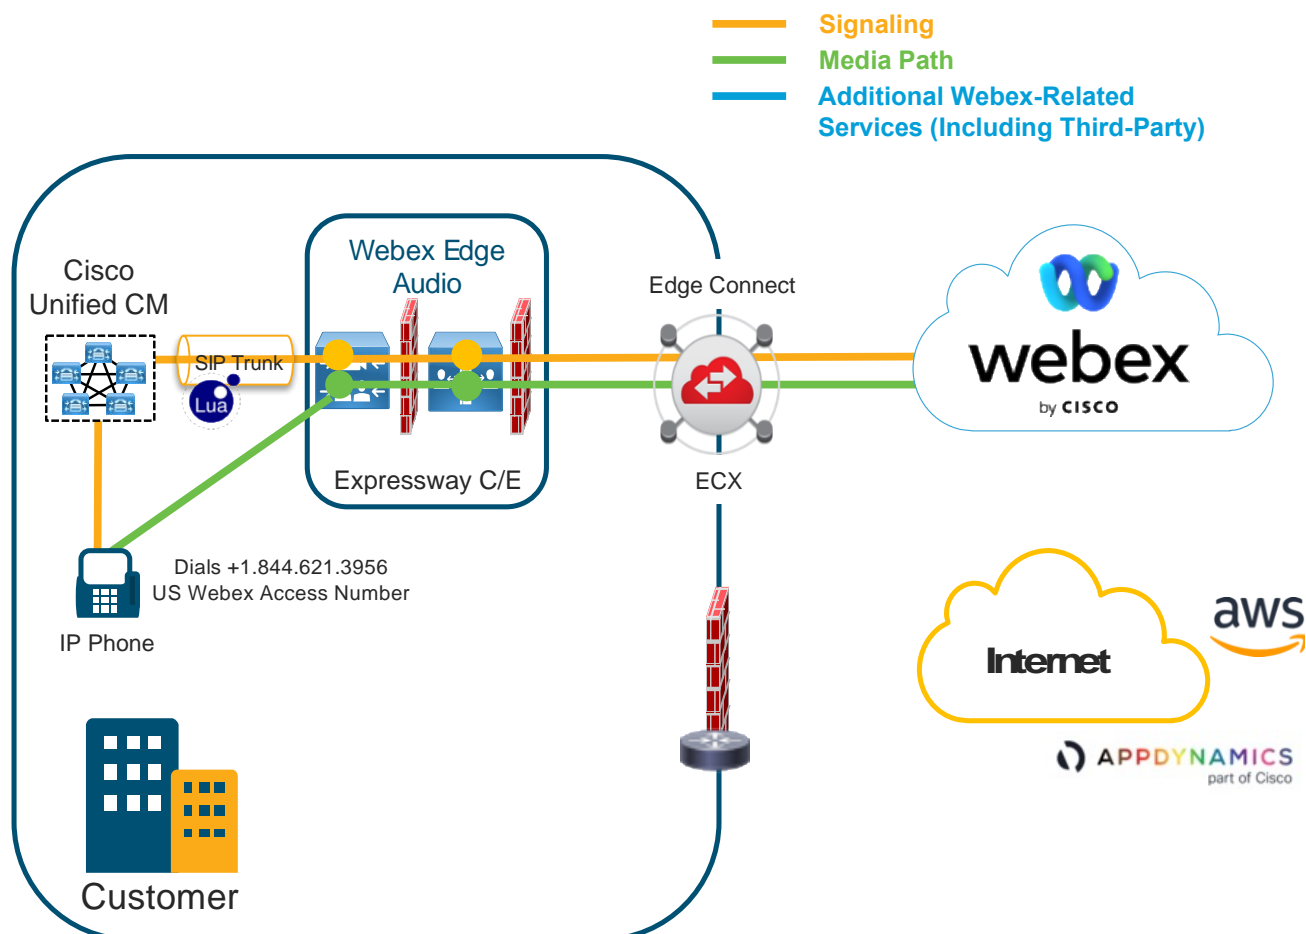 Signaling
Media Path
Additional Webex-Related
Services (Including Third-Party)
Webex Edge
Audio
Cisco
Unified CM
Edge Connect
SIP Trunk
Lua
webex
by CISCO
Expressway C/E
ECX
Dials +1.844.621.3956
US Webex Access Number
IP Phone
aws
Internet
APPDYNAMICS
part of Cisco
Customer